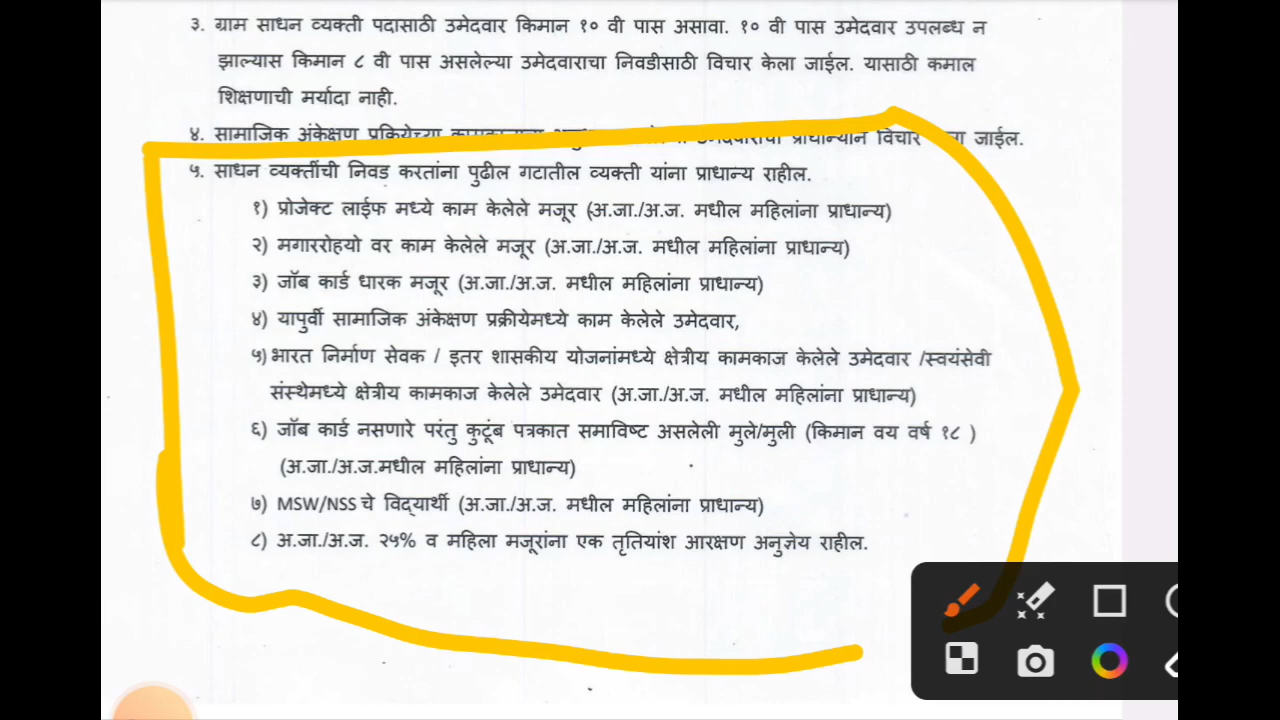 ३. ग्राम साधन व्यक्ती पदासाठी उमेदवार किमान १० वी पास असावा. १० वी पास उमेदवार उपलब्ध न
झाल्यास किमान ८ वी पास असलेल्या उमेदवाराचा निवडीसाठी विचार केला जाईल. यासाठी कमाल
शिक्षणाची मर्यादा नाही.
४. सामाजिक अंकेक्षण प्रक्रियेच्या उमेदवाराचा प्राधान्याने विचार जाईल.
५. साधन व्यक्तींची निवड करतांना पुढील गटातील व्यक्ती यांना प्राधान्य राहील.
१) प्रोजेक्ट लाईफ मध्ये काम केलेले मजूर (अ.जा./अ.ज. मधील महिलांना प्राधान्य)
२) मगाररोहयो वर काम केलेले मजूर (अ.जा./अ.ज. मधील महिलांना प्राधान्य)
३) जॉब कार्ड धारक मजूर (अ.जा./अ.ज. मधील महिलांना प्राधान्य)
४) यापुर्वी सामाजिक अंकेक्षण प्रक्रीयेमध्ये काम केलेले उमेदवार,
५) भारत निर्माण सेवक / इतर शासकीय योजनांमध्ये क्षेत्रीय कामकाज केलेले उमेदवार /स्वयंसेवी
संस्थेमध्ये क्षेत्रीय कामकाज केलेले उमेदवार (अ.जा./अ.ज. मधील महिलांना प्राधान्य)
६) जॉब कार्ड नसणारे परंतु कुटूंब पत्रकात समाविष्ट असलेली मुले/मुली (किमान वय वर्ष १८ )
(अ.जा./अ.ज.मधील महिलांना प्राधान्य)
७) MSW/NSS चे विद्यार्थी (अ.जा./अ.ज. मधील महिलांना प्राधान्य)
८) अ.जा./अ.ज. २५% व महिला मजूरांना एक तृतियांश आरक्षण अनुज्ञेय राहील.